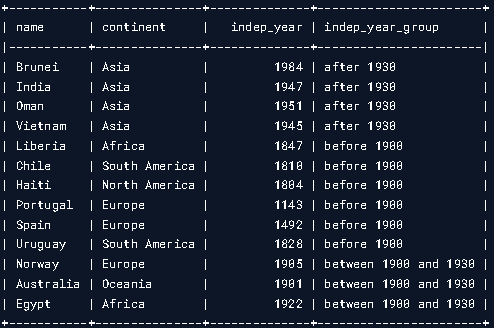 +-----------+---------------+--------------+-----------------------+
| name      | continent     |   indep_year | indep_year_group      |
|-----------+---------------+--------------+-----------------------|
| Brunei    | Asia          |         1984 | after 1930            |
| India     | Asia          |         1947 | after 1930            |
| Oman      | Asia          |         1951 | after 1930            |
| Vietnam   | Asia          |         1945 | after 1930            |
| Liberia   | Africa        |         1847 | before 1900           |
| Chile     | South America |         1810 | before 1900           |
| Haiti     | North America |         1804 | before 1900           |
| Portugal  | Europe        |         1143 | before 1900           |
| Spain     | Europe        |         1492 | before 1900           |
| Uruguay   | South America |         1828 | before 1900           |
| Norway    | Europe        |         1905 | between 1900 and 1930 |
| Australia | Oceania       |         1901 | between 1900 and 1930 |
| Egypt     | Africa        |         1922 | between 1900 and 1930 |
+-----------+---------------+--------------+-----------------------+